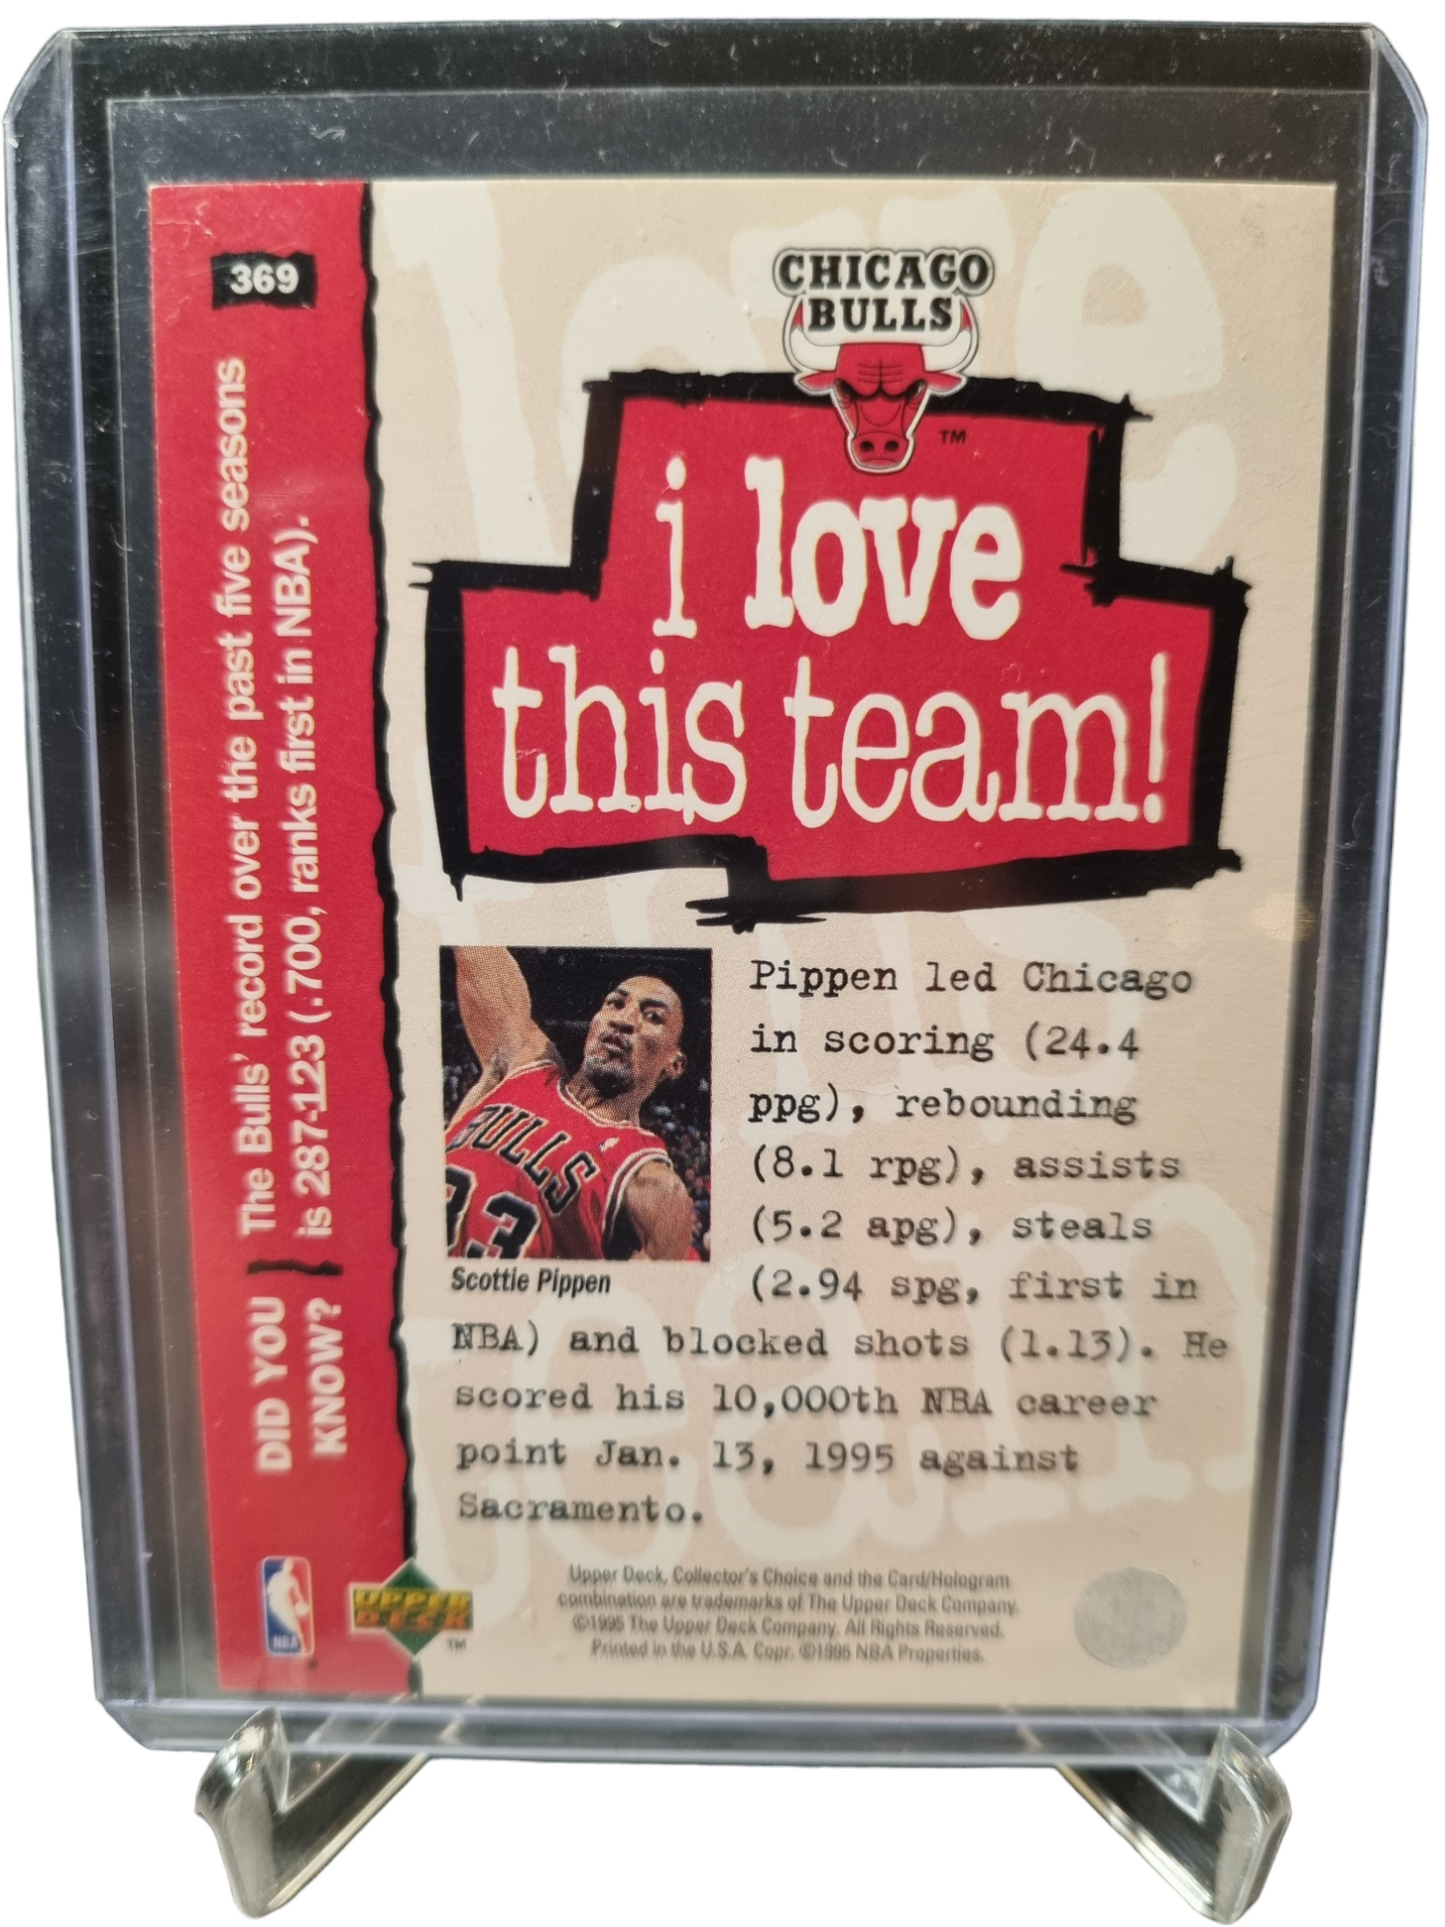 369
DID YOU
KNOW?
The Bulls' record over the past five seasons
is 287-123 (.700, ranks first in NBA).
CHICAGO
BULLS
TM
i love
this team!
BULLS
33
Scottie Pippen
Pippen led Chicago
in scoring (24.4
ppg), rebounding
(8.1 rpg), assists
(5.2 apg), steals
(2.94 spg, first in
NBA) and blocked shots (1.13). He
scored his 10,000th NBA career
point Jan. 13, 1995 against
Sacramento.
NBA
UPPER
DECK
TM
Upper Deck, Collector's Choice and the Card/Hologram
combination are trademarks of The Upper Deck Company.
©1995 The Upper Deck Company. All Rights Reserved.
Printed in the U.S.A. Copr. ©1995 NBA Properties.